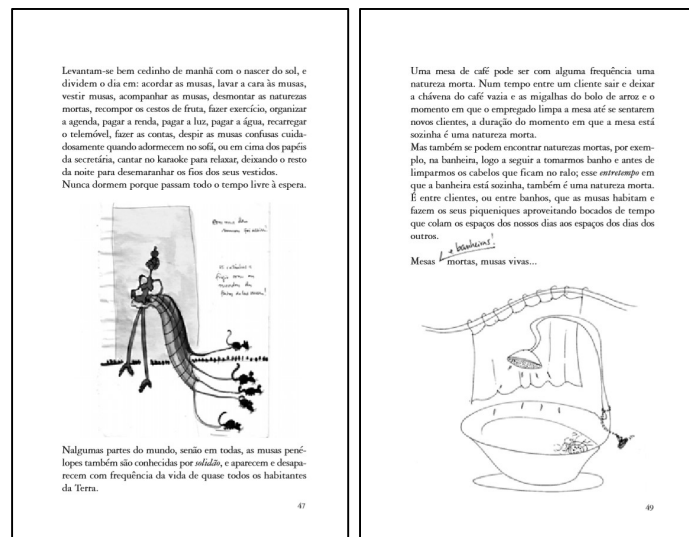 Levantam-se bem cedinho de manhã com o nascer do sol, e
dividem o dia em: acordar as musas, lavar a cara às musas,
vestir musas, acompanhar as musas, desmontar as naturezas
mortas, recompor os cestos de fruta, fazer exercício, organizar
a agenda, pagar a renda, pagar a luz, pagar a água, recarregar
o telemóvel, fazer as contas, despir as musas confusas cuida-
dosamente quando adormecem no sofá, ou em cima dos papéis
da secretária, cantar no karaoke para relaxar, deixando o resto
da noite para desemaranhar os fios dos seus vestidos.
Nunca dormem porque passam todo o tempo livre à espera.
Nalgumas partes do mundo, senão em todas, as musas pené-
lopes também são conhecidas por solidão, e aparecem e desapa-
recem com frequência da vida de quase todos os habitantes
da Terra.
47
Uma mesa de café pode ser com alguma frequência uma
natureza morta. Num tempo entre um cliente sair e deixar
a chávena do café vazia e as migalhas do bolo de arroz e o
momento em que o empregado limpa a mesa até se sentarem
novos clientes, a duração do momento em que a mesa está
sozinha é uma natureza morta.
Mas também se podem encontrar naturezas mortas, por exem-
plo, na banheira, logo a seguir a tomarmos banho e antes de
limparmos os cabelos que ficam no ralo; esse entretempo em
que a banheira está sozinha, também é uma natureza morta.
É entre clientes, ou entre banhos, que as musas habitam e
fazem os seus piqueniques aproveitando bocados de tempo
que colam os espaços dos nossos dias aos espaços dos dias dos
outros.
e banheiras!
Mesas mortas, musas vivas...
49